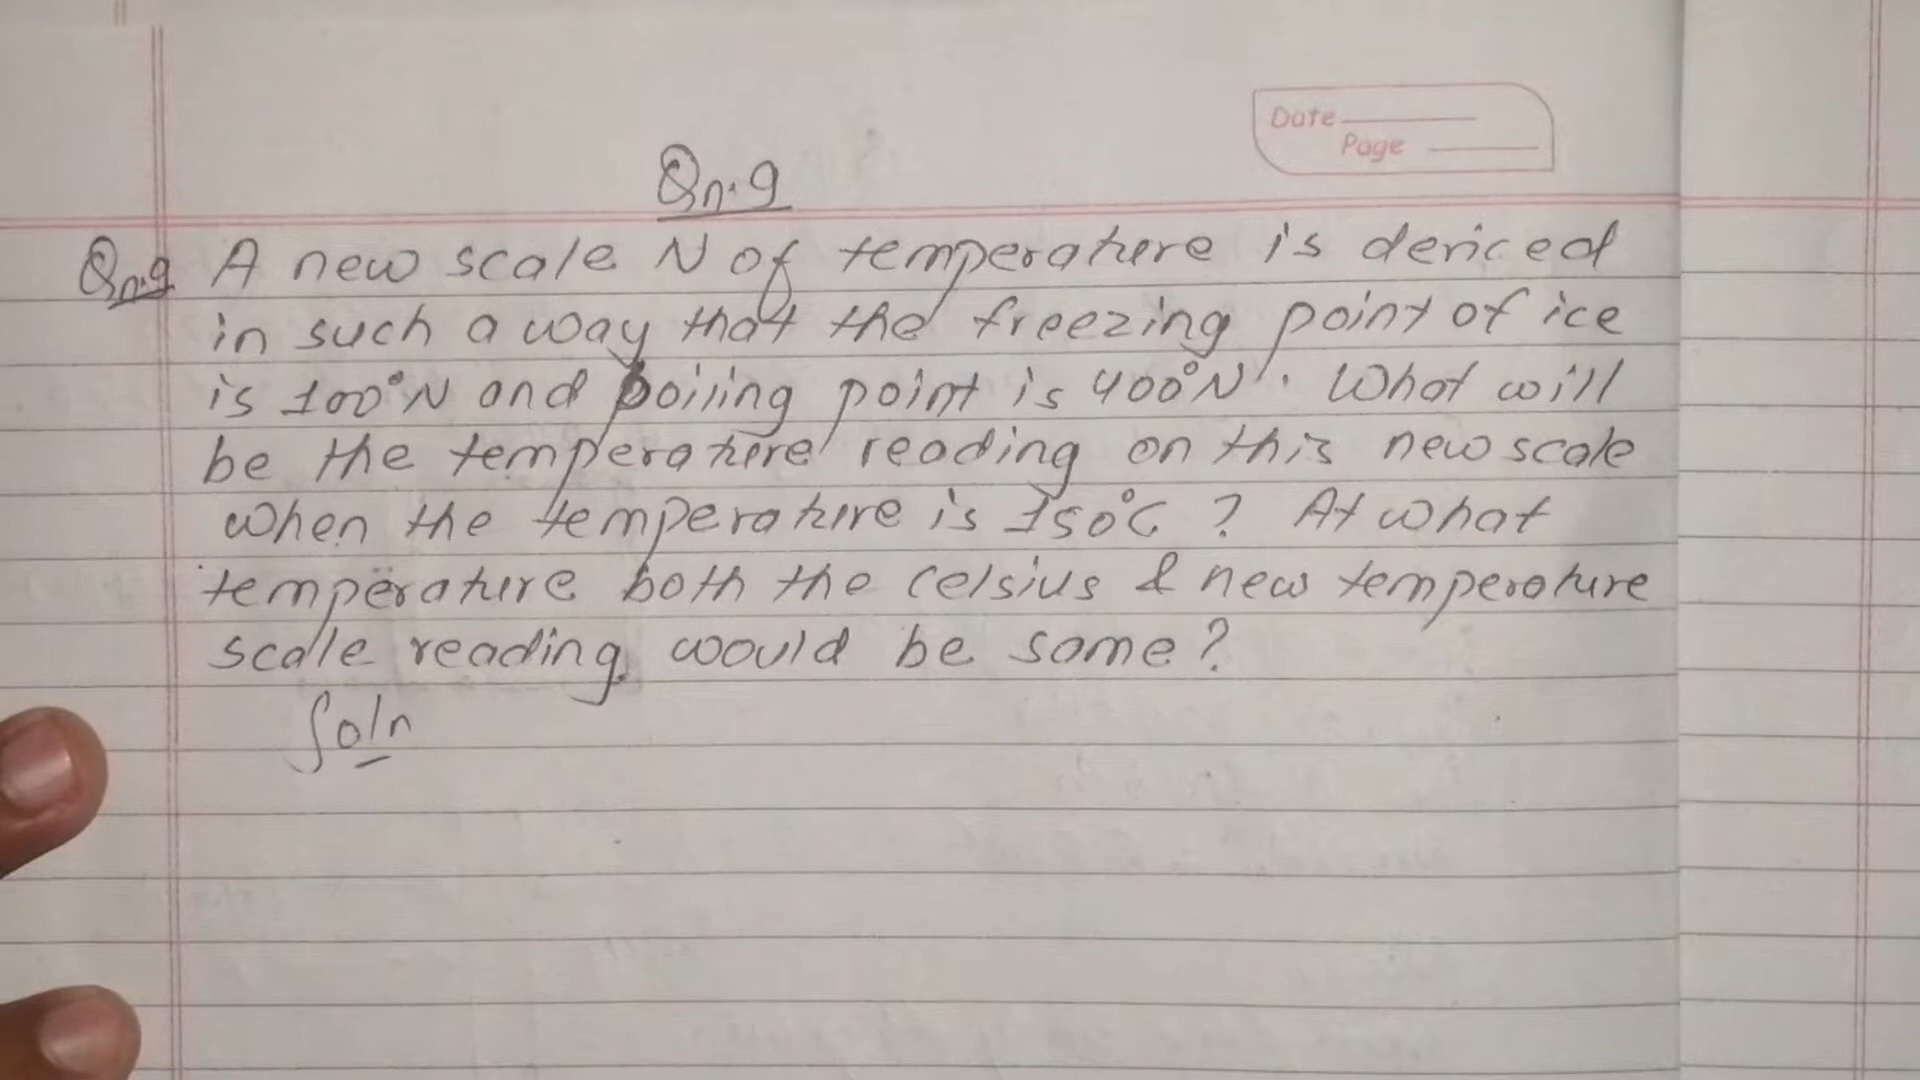 Date
Page
Qn.9
Qn.9 A new scale N of temperature is deviced
in such a way that the freezing point of ice
is 100°N and boiling point is 400°N. What will
be the temperature reading on this new scale
when the temperature is 150°C ? At what
temperature both the celsius & new temperature
scale reading would be same?
Soln